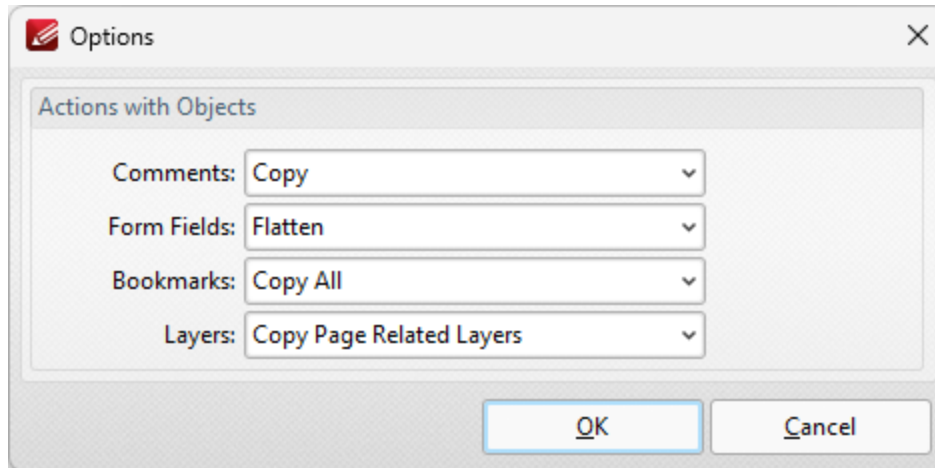 Options
Actions with Objects
Comments: Copy
Form Fields: Flatten
Bookmarks: Copy All
Layers: Copy Page Related Layers
OK Cancel